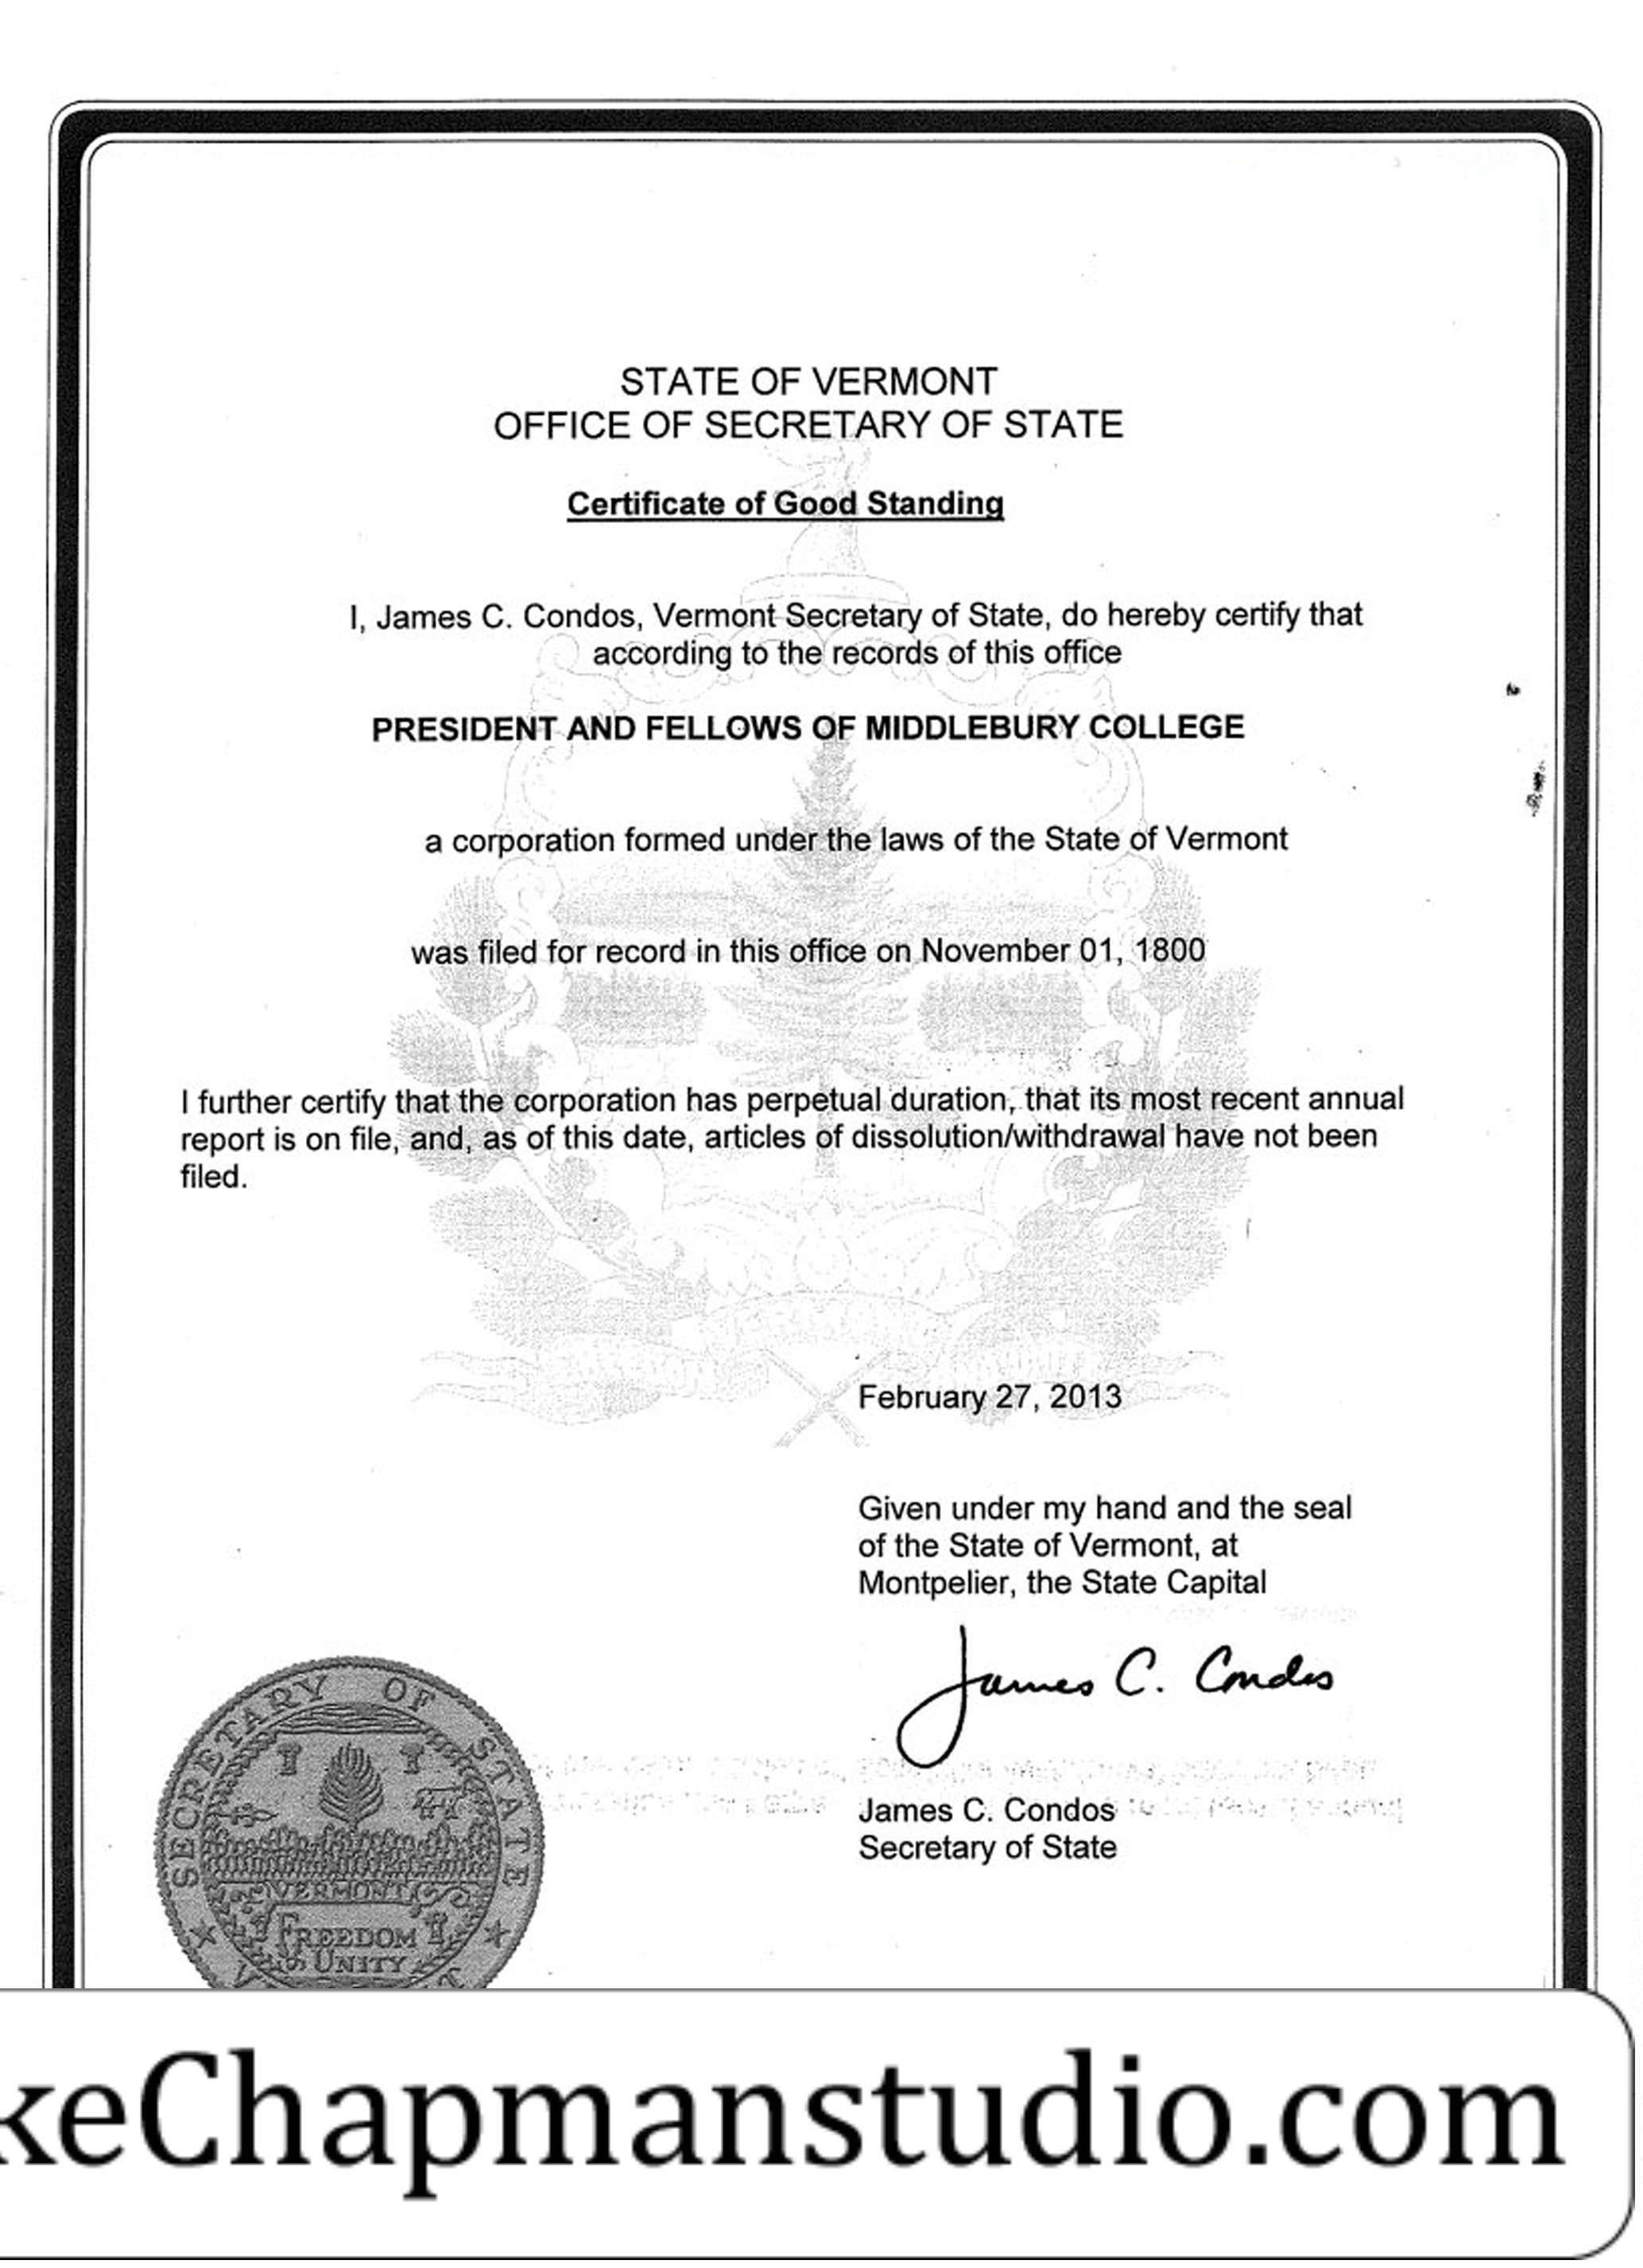 STATE OF VERMONT
OFFICE OF SECRETARY OF STATE
Certificate of Good Standing
I, James C. Condos, Vermont Secretary of State, do hereby certify that
according to the records of this office
PRESIDENT AND FELLOWS OF MIDDLEBURY COLLEGE
a corporation formed under the laws of the State of Vermont
was filed for record in this office on November 01, 1800
I further certify that the corporation has perpetual duration, that its most recent annual
report is on file, and, as of this date, articles of dissolution/withdrawal have not been
filed.
February 27, 2013
Given under my hand and the seal
of the State of Vermont, at
Montpelier, the State Capital
James C. Condos
James C. Condos
Secretary of State
SECRETARY OF STATE
VERMONT
FREEDOM
& UNITY
keChapmanstudio.com